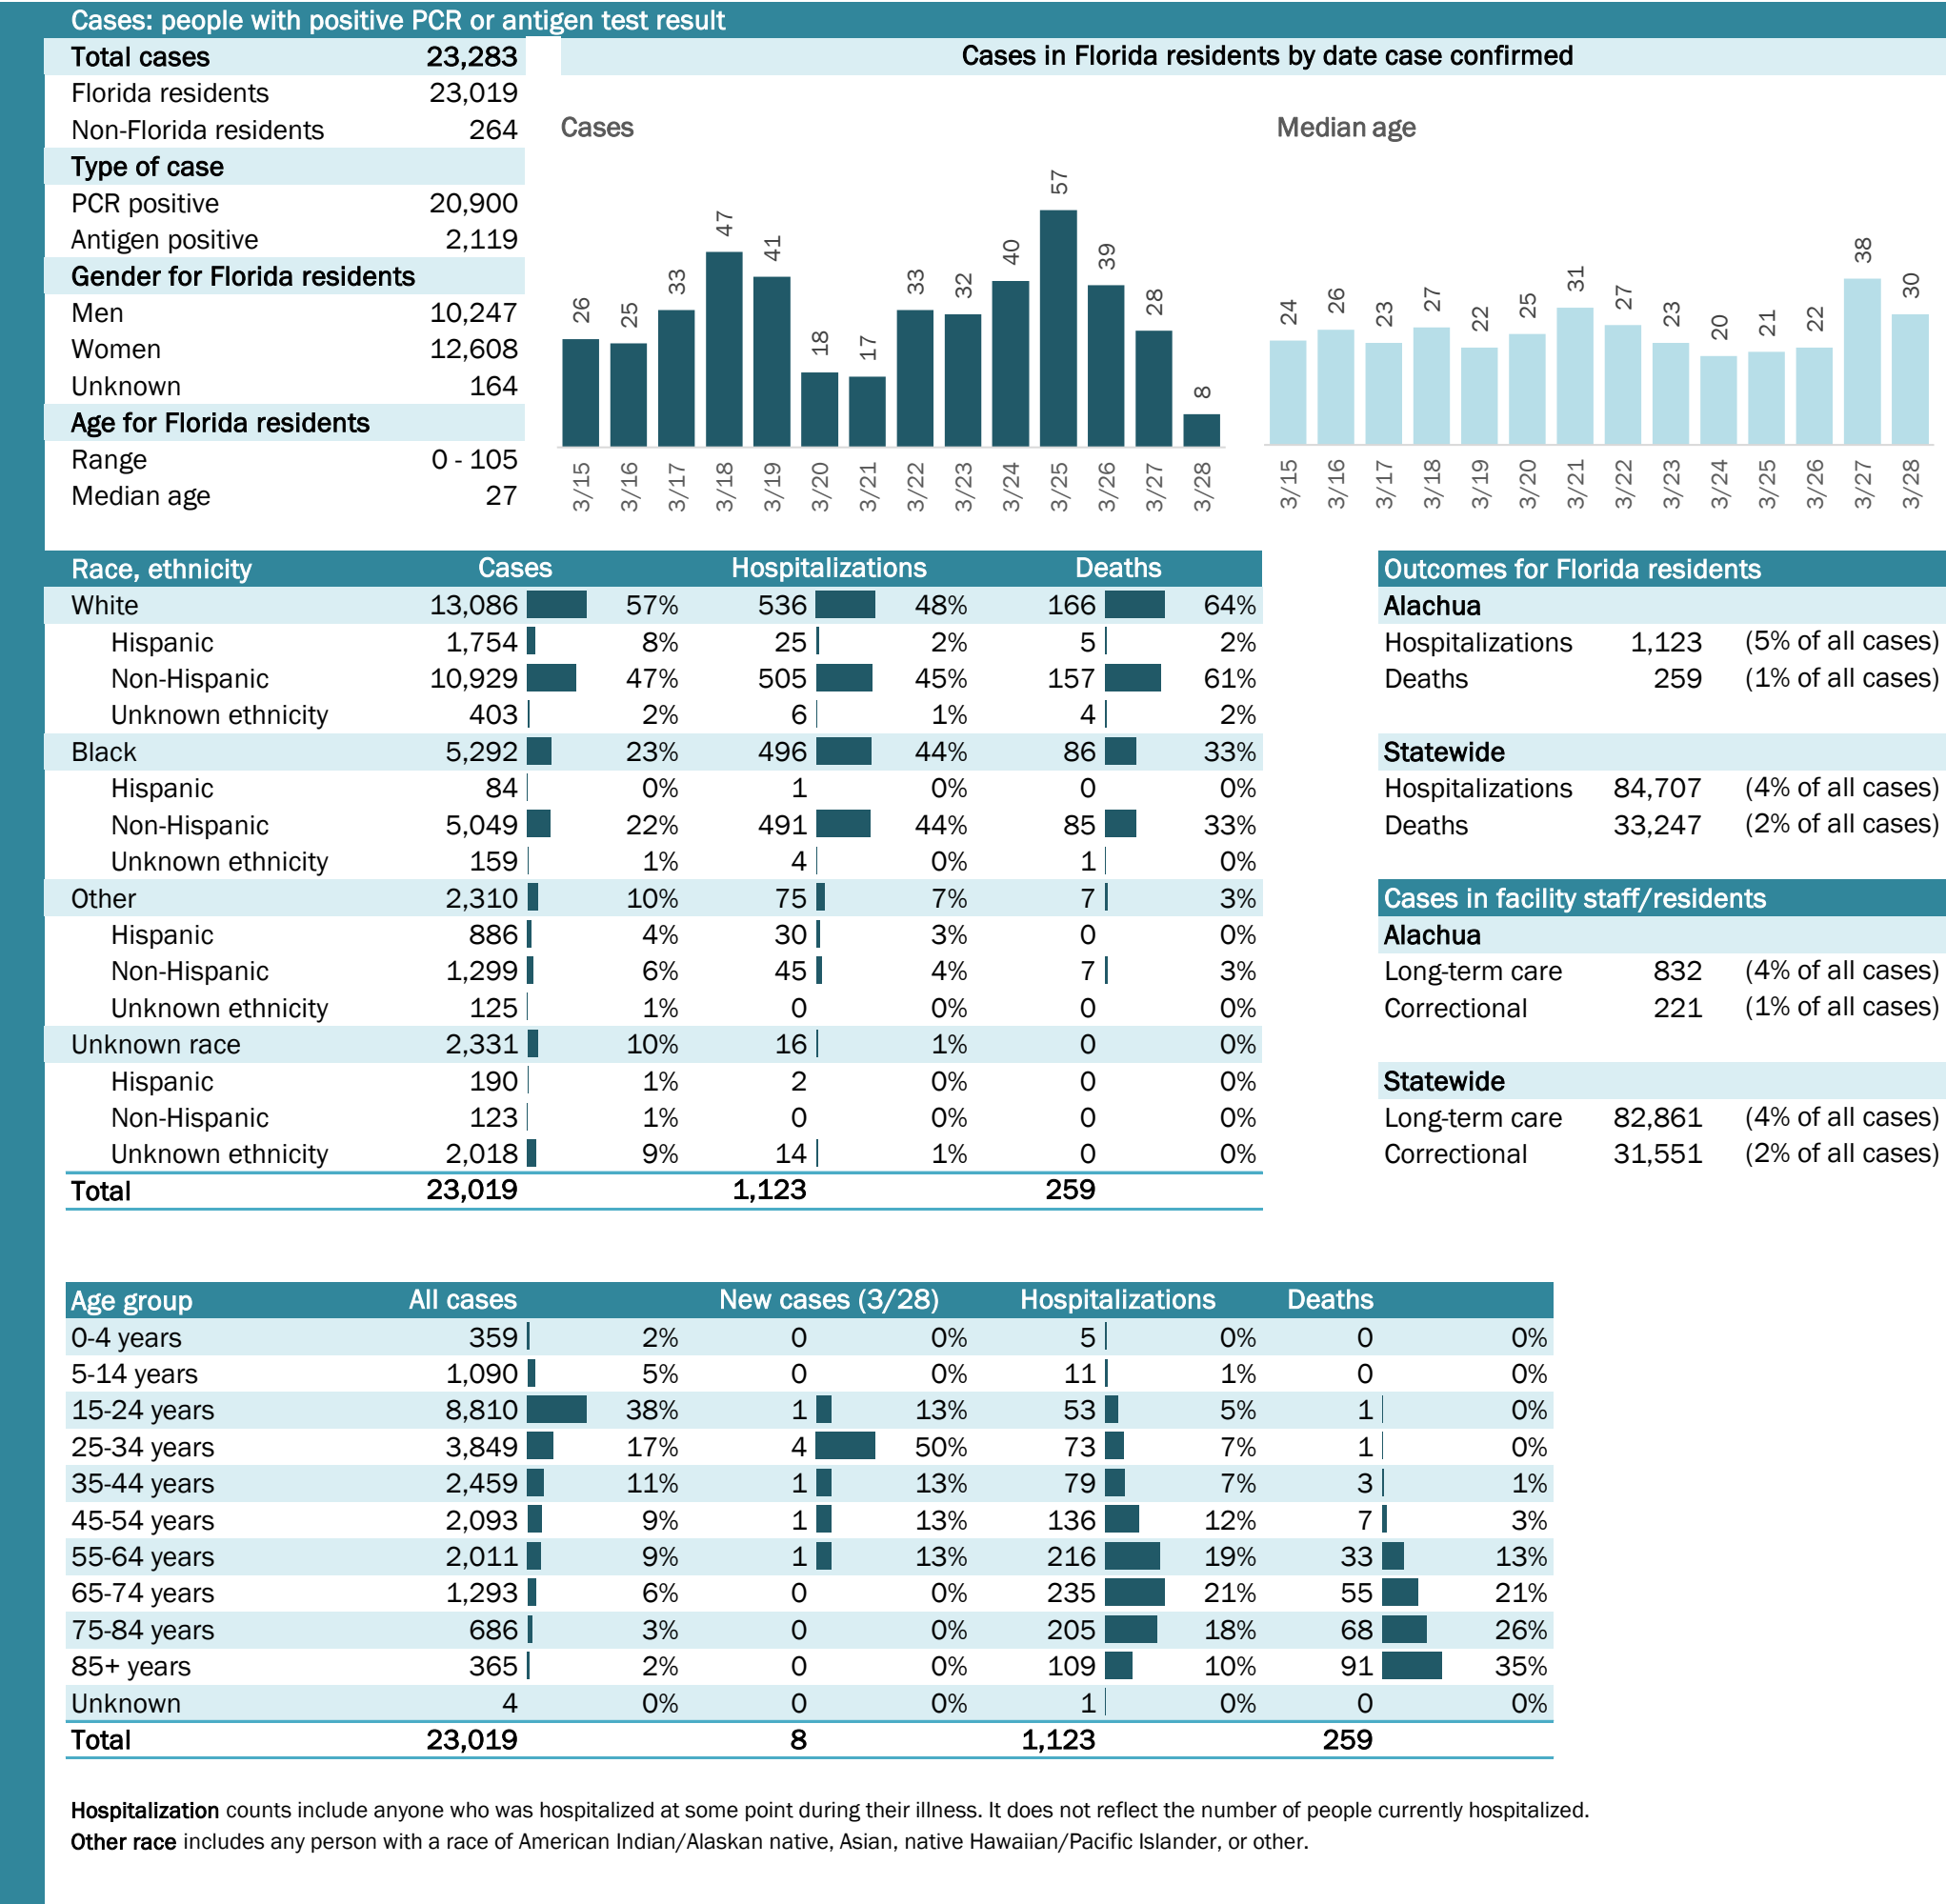 Cases: people with positive PCR or antigen test result
Total cases 23,283
Florida residents 23,019
Non-Florida residents 264
Type of case
PCR positive 20,900
Antigen positive 2,119
Gender for Florida residents
Men 10,247
Women 12,608
Unknown 164
Age for Florida residents
Range 0 - 105
Median age 27
Cases in Florida residents by date case confirmed
Cases
26 25 33 47 41 18 17 33 32 40 57 39 28 8
3/15 3/16 3/17 3/18 3/19 3/20 3/21 3/22 3/23 3/24 3/25 3/26 3/27 3/28
Median age
24 26 23 27 22 25 31 27 23 20 21 22 38 30
3/15 3/16 3/17 3/18 3/19 3/20 3/21 3/22 3/23 3/24 3/25 3/26 3/27 3/28
Race, ethnicity Cases Hospitalizations Deaths
White 13,086 57% 536 48% 166 64%
Hispanic 1,754 8% 25 2% 5 2%
Non-Hispanic 10,929 47% 505 45% 157 61%
Unknown ethnicity 403 2% 6 1% 4 2%
Black 5,292 23% 496 44% 86 33%
Hispanic 84 0% 1 0% 0 0%
Non-Hispanic 5,049 22% 491 44% 85 33%
Unknown ethnicity 159 1% 4 0% 1 0%
Other 2,310 10% 75 7% 7 3%
Hispanic 886 4% 30 3% 0 0%
Non-Hispanic 1,299 6% 45 4% 7 3%
Unknown ethnicity 125 1% 0 0% 0 0%
Unknown race 2,331 10% 16 1% 0 0%
Hispanic 190 1% 2 0% 0 0%
Non-Hispanic 123 1% 0 0% 0 0%
Unknown ethnicity 2,018 9% 14 1% 0 0%
Total 23,019 1,123 259
Outcomes for Florida residents
Alachua
Hospitalizations 1,123 (5% of all cases)
Deaths 259 (1% of all cases)
Statewide
Hospitalizations 84,707 (4% of all cases)
Deaths 33,247 (2% of all cases)
Cases in facility staff/residents
Alachua
Long-term care 832 (4% of all cases)
Correctional 221 (1% of all cases)
Statewide
Long-term care 82,861 (4% of all cases)
Correctional 31,551 (2% of all cases)
Age group All cases New cases (3/28) Hospitalizations Deaths
0-4 years 359 2% 0 0% 5 0% 0 0%
5-14 years 1,090 5% 0 0% 11 1% 0 0%
15-24 years 8,810 38% 1 13% 53 5% 1 0%
25-34 years 3,849 17% 4 50% 73 7% 1 0%
35-44 years 2,459 11% 1 13% 79 7% 3 1%
45-54 years 2,093 9% 1 13% 136 12% 7 3%
55-64 years 2,011 9% 1 13% 216 19% 33 13%
65-74 years 1,293 6% 0 0% 235 21% 55 21%
75-84 years 686 3% 0 0% 205 18% 68 26%
85+ years 365 2% 0 0% 109 10% 91 35%
Unknown 4 0% 0 0% 1 0% 0 0%
Total 23,019 8 1,123 259
Hospitalization counts include anyone who was hospitalized at some point during their illness. It does not reflect the number of people currently hospitalized.
Other race includes any person with a race of American Indian/Alaskan native, Asian, native Hawaiian/Pacific Islander, or other.